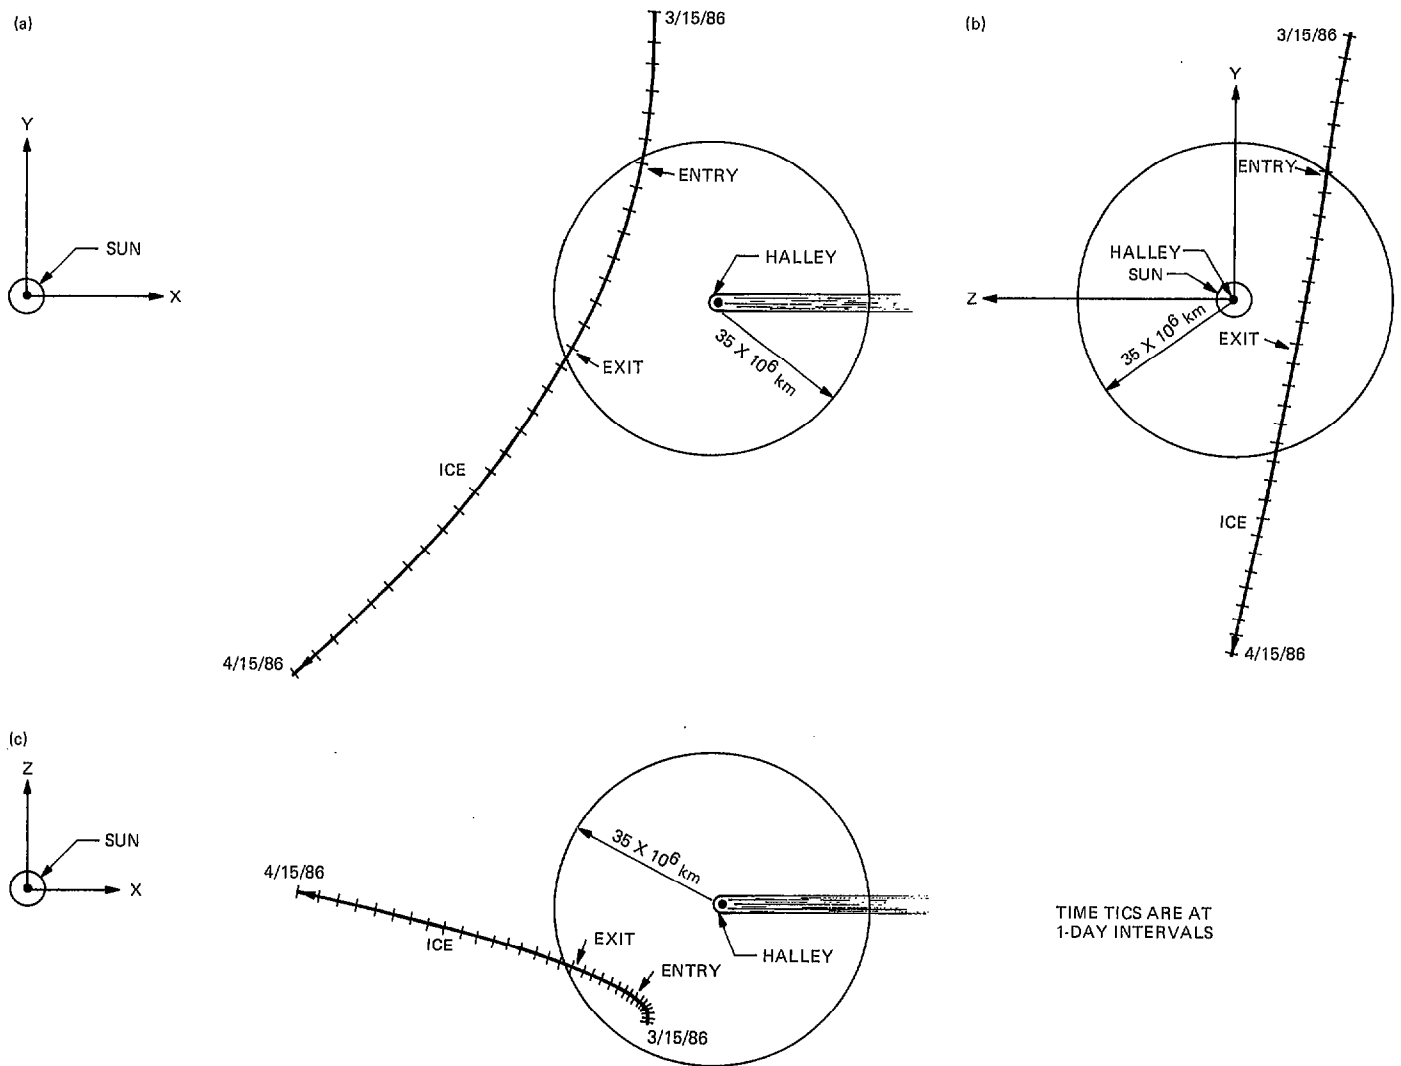 (a)
3/15/86
Y
SUN
X
ENTRY
HALLEY
35 X 10⁶ km
EXIT
ICE
4/15/86
(b)
3/15/86
Y
ENTRY
HALLEY
SUN
Z
35 X 10⁶ km
EXIT
ICE
4/15/86
(c)
Z
SUN
X
4/15/86
ICE
EXIT
ENTRY
3/15/86
35 X 10⁶ km
HALLEY
TIME TICS ARE AT
1-DAY INTERVALS